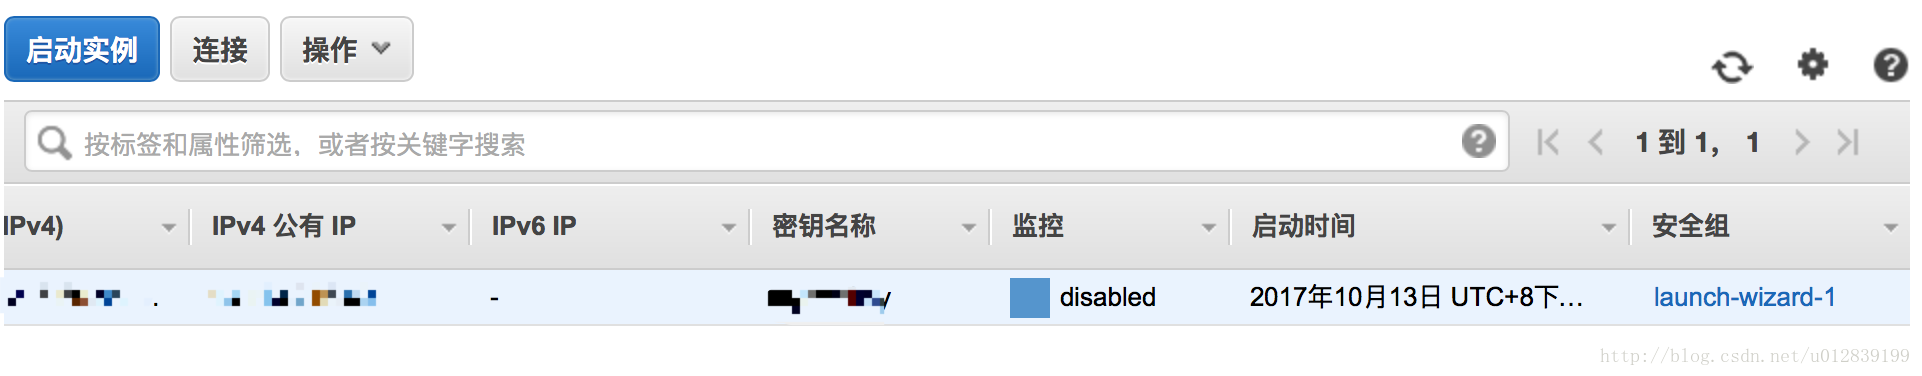 启动实例 连接 操作
按标签和属性筛选，或者按关键字搜索 1 到 1， 1
IPv4) IPv4 公有 IP IPv6 IP 密钥名称 监控 启动时间 安全组
- disabled 2017年10月13日 UTC+8下... launch-wizard-1
http://blog.csdn.net/u012839199